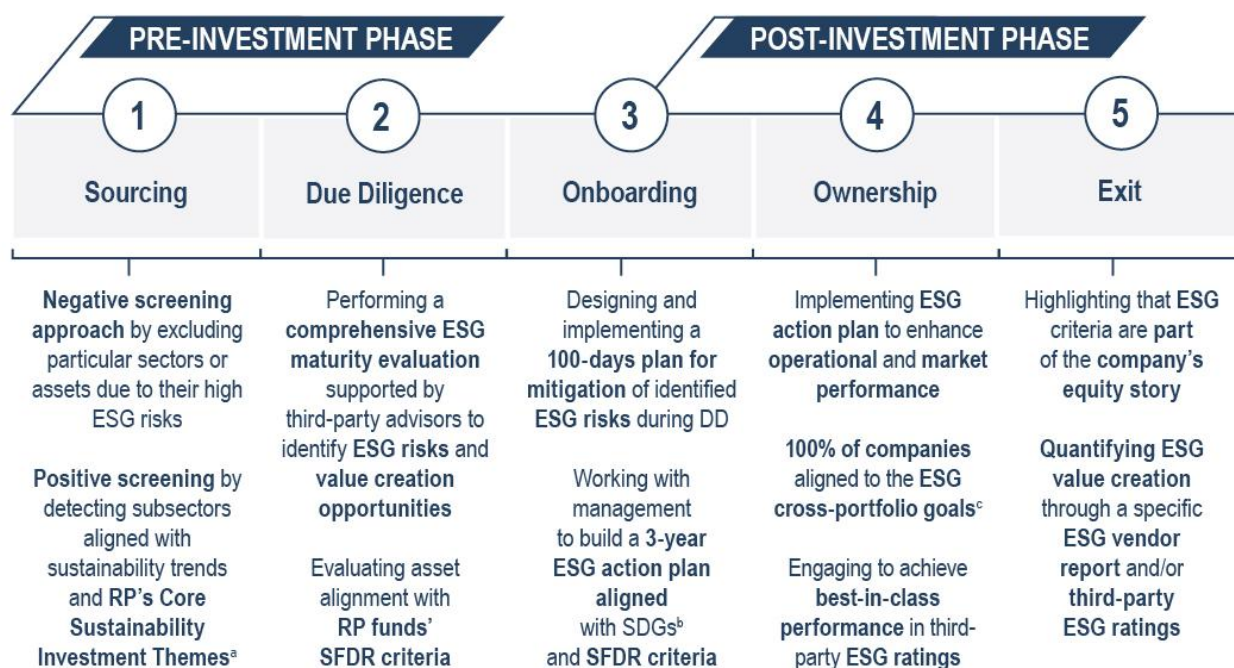 PRE-INVESTMENT PHASE
POST-INVESTMENT PHASE
1
2
3
4
5
Sourcing
Due Diligence
Onboarding
Ownership
Exit
Negative screening
approach by excluding
particular sectors or
assets due to their high
ESG risks
Positive screening by
detecting subsectors
aligned with
sustainability trends
and RP's Core
Sustainability
Investment Themesᵃ
Performing a
comprehensive ESG
maturity evaluation
supported by
third-party advisors to
identify ESG risks and
value creation
opportunities
Evaluating asset
alignment with
RP funds'
SFDR criteria
Designing and
implementing a
100-days plan for
mitigation of identified
ESG risks during DD
Working with
management
to build a 3-year
ESG action plan
aligned
with SDGsᵇ
and SFDR criteria
Implementing ESG
action plan to enhance
operational and market
performance
100% of companies
aligned to the ESG
cross-portfolio goalsᶜ
Engaging to achieve
best-in-class
performance in third-
party ESG ratings
Highlighting that ESG
criteria are part
of the company's
equity story
Quantifying ESG
value creation
through a specific
ESG vendor
report and/or
third-party
ESG ratings